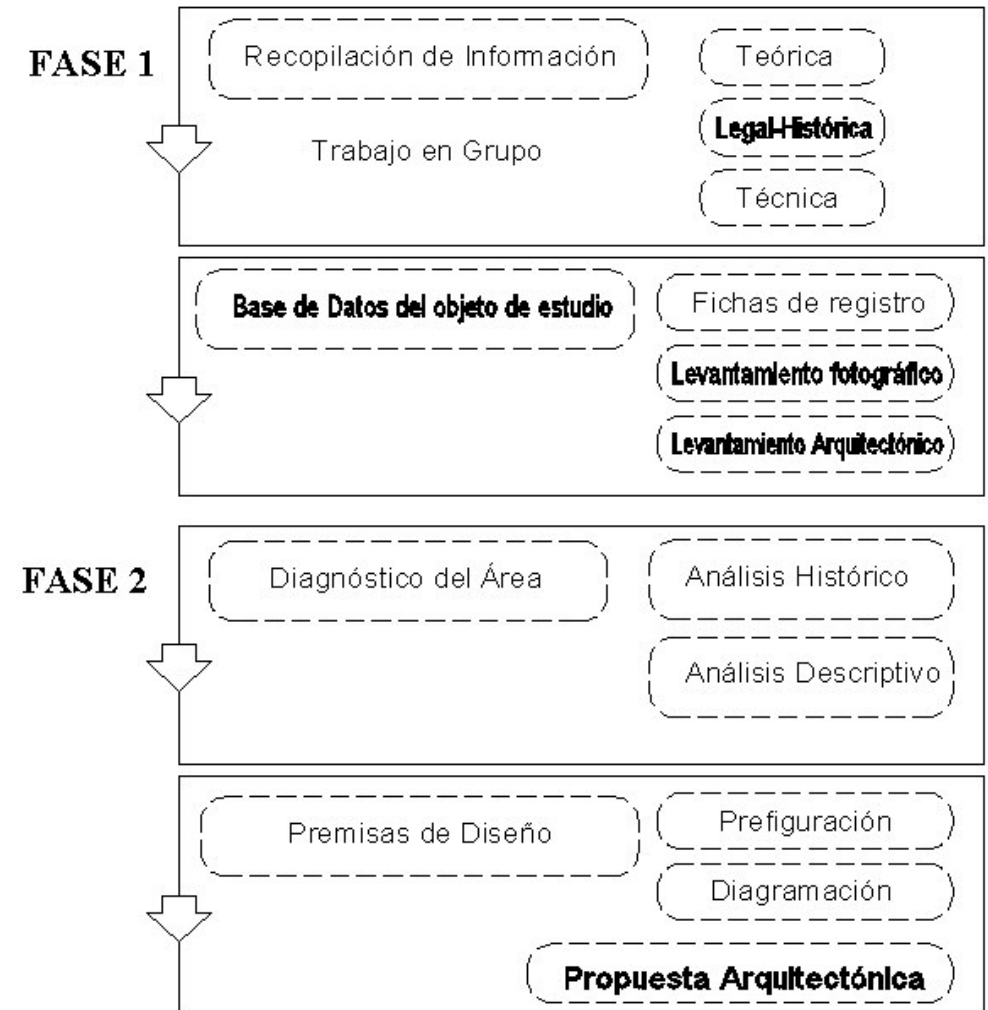 FASE 1
Recopilación de Información
Trabajo en Grupo
Teórica
Legal-Histórica
Técnica
Base de Datos del objeto de estudio
Fichas de registro
Levantamiento fotográfico
Levantamiento Arquitectónico
FASE 2
Diagnóstico del Área
Análisis Histórico
Análisis Descriptivo
Premisas de Diseño
Prefiguración
Diagramación
Propuesta Arquitectónica